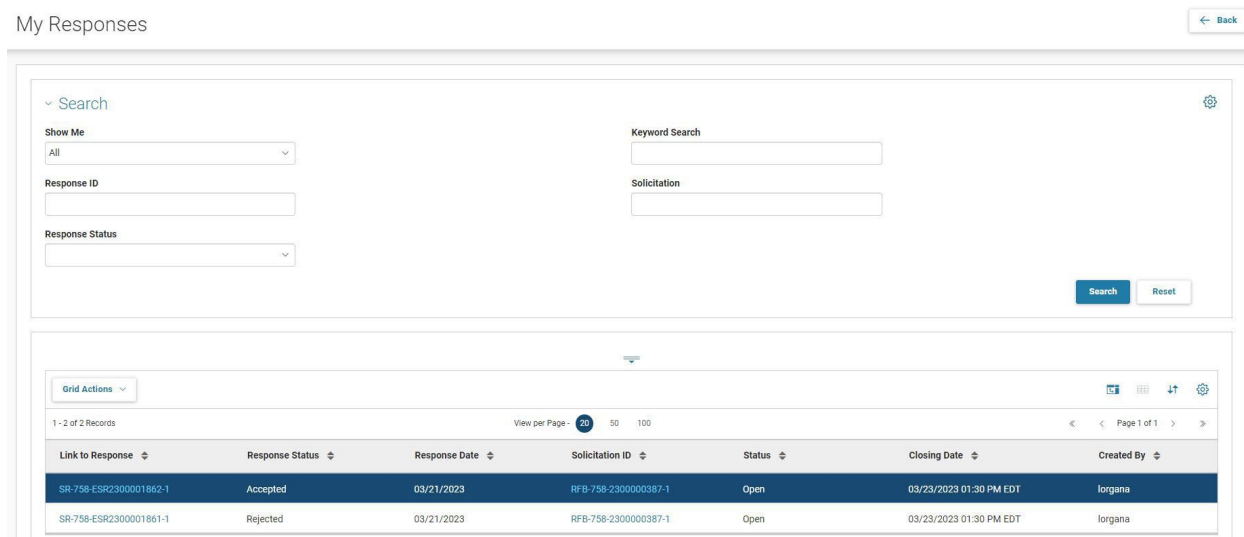 My Responses
Back
Search
Show Me
Keyword Search
All
Response ID
Solicitation
Response Status
Search Reset
Grid Actions
1 - 2 of 2 Records View per Page - 20 50 100 Page 1 of 1
Link to Response Response Status Response Date Solicitation ID Status Closing Date Created By
SR-758-ESR2300001862-1 Accepted 03/21/2023 RFB-758-2300000387-1 Open 03/23/2023 01:30 PM EDT lorgana
SR-758-ESR2300001861-1 Rejected 03/21/2023 RFB-758-2300000387-1 Open 03/23/2023 01:30 PM EDT lorgana